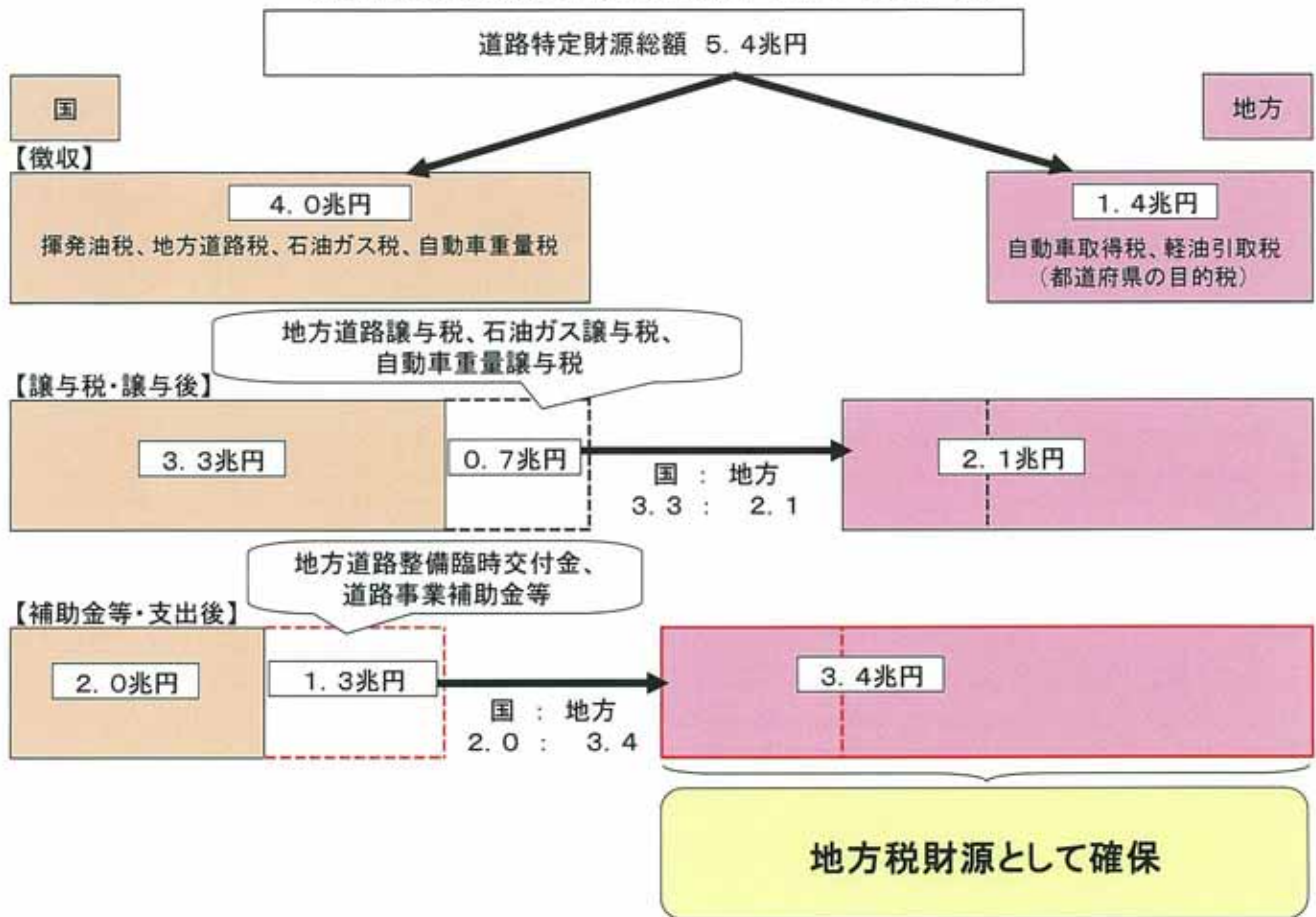 道路特定財源総額 5.4兆円
国
地方
【徴収】
4.0兆円
揮発油税、地方道路税、石油ガス税、自動車重量税
1.4兆円
自動車取得税、軽油引取税
(都道府県の目的税)
地方道路譲与税、石油ガス譲与税、
自動車重量譲与税
【譲与税・譲与後】
3.3兆円
0.7兆円
国 : 地方
3.3 : 2.1
2.1兆円
地方道路整備臨時交付金、
道路事業補助金等
【補助金等・支出後】
2.0兆円
1.3兆円
国 : 地方
2.0 : 3.4
3.4兆円
地方税財源として確保